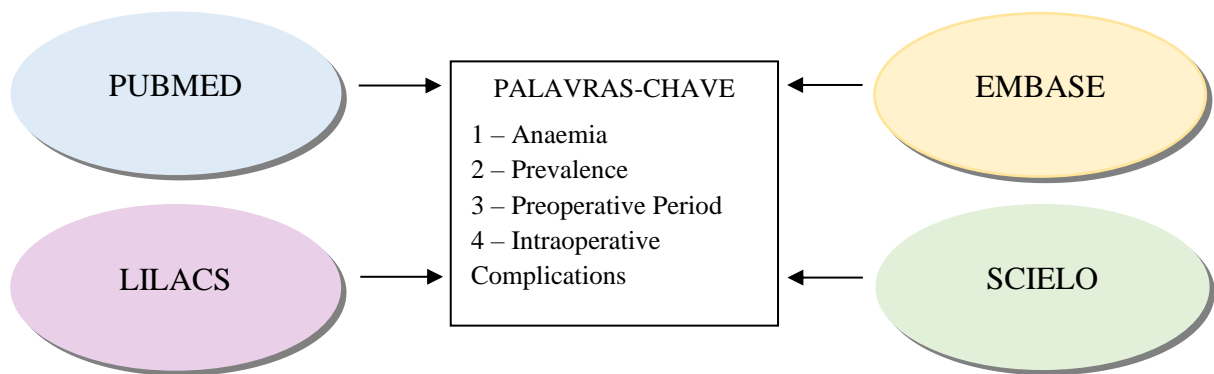 PUBMED
LILACS
PALAVRAS-CHAVE
1 – Anaemia
2 – Prevalence
3 – Preoperative Period
4 – Intraoperative
Complications
EMBASE
SCIELO